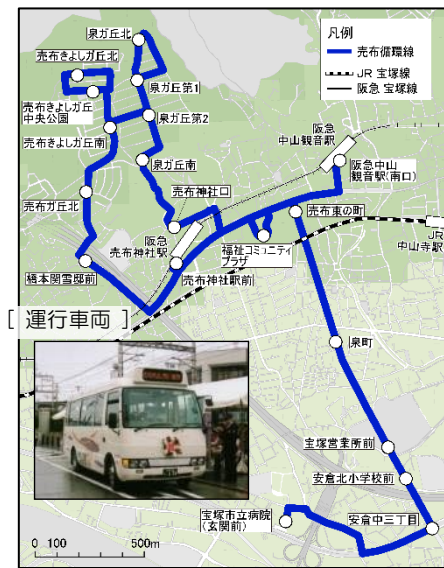 凡例
売布循環線
JR 宝塚線
阪急 宝塚線
泉ガ丘北
売布きよしガ丘北
泉ガ丘第1
売布きよしガ丘
中央公園
泉ガ丘第2
売布きよしガ丘南
阪急
中山観音駅
泉ガ丘南
阪急中山
観音駅(南口)
売布神社口
売布ガ丘北
売布東の町
阪急
売布神社駅
福祉コミュニティ
プラザ
JR
中山寺駅
橋本関雪邸前
売布神社駅前
[ 運行車両 ]
泉町
宝塚営業所前
安倉北小学校前
宝塚市立病院
(玄関前)
安倉中三丁目
0 100 500m